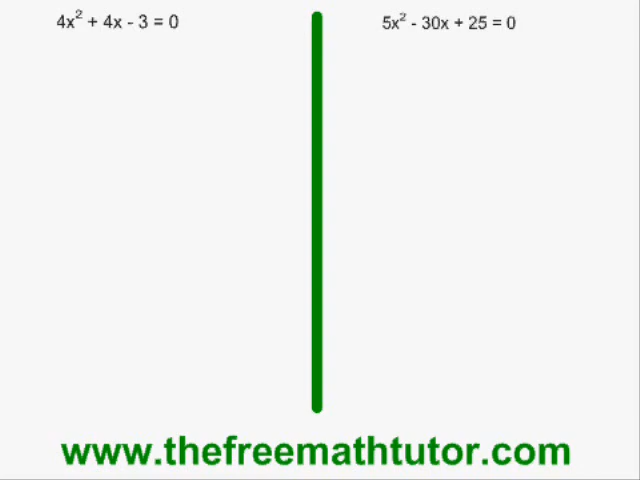 4x² + 4x - 3 = 0
5x² - 30x + 25 = 0
www.thefreemathtutor.com